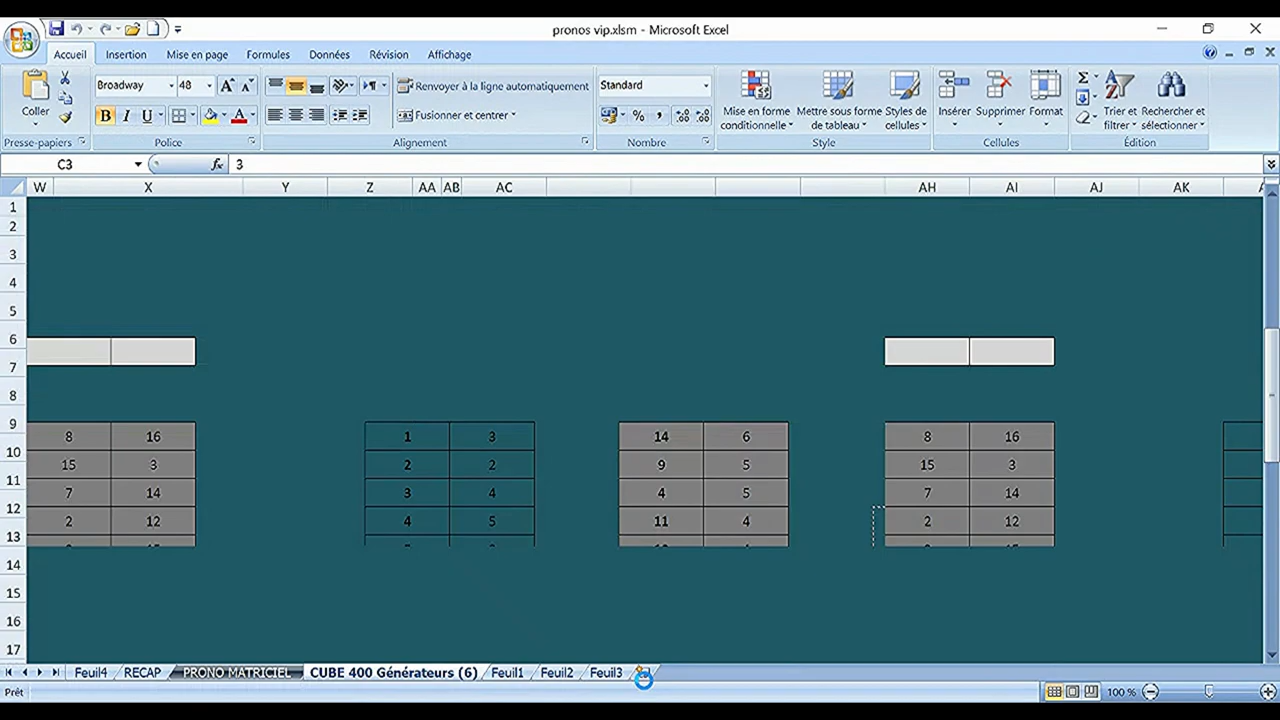 pronos vip.xlsm - Microsoft Excel
Accueil Insertion Mise en page Formules Données Révision Affichage
Coller
Presse-papiers
Broadway 48
B I U A
Police
Renvoyer à la ligne automatiquement
Fusionner et centrer
Alignement
Standard
%
Nombre
Mise en forme conditionnelle
Mettre sous forme de tableau
Styles de cellules
Style
Insérer Supprimer Format
Cellules
Σ
Trier et filtrer
Rechercher et sélectionner
Édition
C3 fx 3
W X Y Z AA AB AC AH AI AJ AK
1
2
3
4
5
6
7
8
9
8 16 1 3 14 6 8 16
10
15 3 2 2 9 5 15 3
11
7 14 3 4 4 5 7 14
12
2 12 4 5 11 4 2 12
13
14
15
16
17
Feuil4 RECAP PRONO MATRICIEL CUBE 400 Générateurs (6) Feuil1 Feuil2 Feuil3
Prêt 100 %